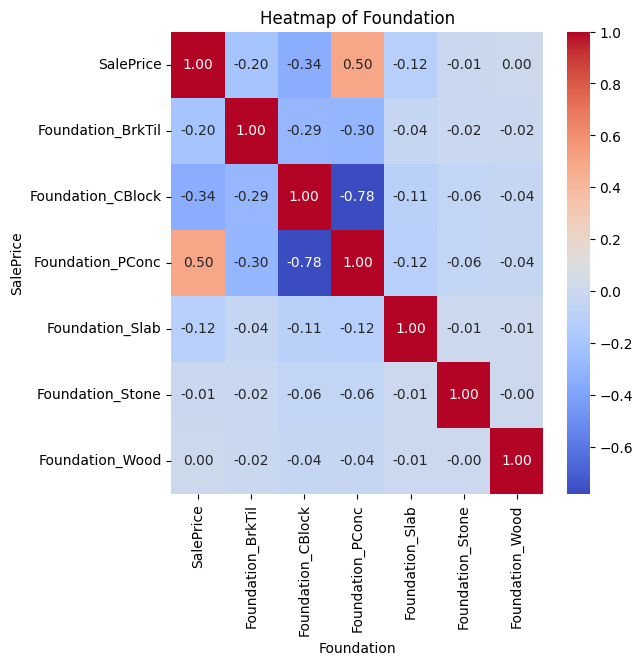 Heatmap of Foundation
SalePrice 1.00 -0.20 -0.34 0.50 -0.12 -0.01 0.00
Foundation_BrkTil -0.20 1.00 -0.29 -0.30 -0.04 -0.02 -0.02
Foundation_CBlock -0.34 -0.29 1.00 -0.78 -0.11 -0.06 -0.04
Foundation_PConc 0.50 -0.30 -0.78 1.00 -0.12 -0.06 -0.04
Foundation_Slab -0.12 -0.04 -0.11 -0.12 1.00 -0.01 -0.01
Foundation_Stone -0.01 -0.02 -0.06 -0.06 -0.01 1.00 -0.00
Foundation_Wood 0.00 -0.02 -0.04 -0.04 -0.01 -0.00 1.00
SalePrice
SalePrice
Foundation_BrkTil
Foundation_CBlock
Foundation_PConc
Foundation_Slab
Foundation_Stone
Foundation_Wood
Foundation
1.0
0.8
0.6
0.4
0.2
0.0
−0.2
−0.4
−0.6